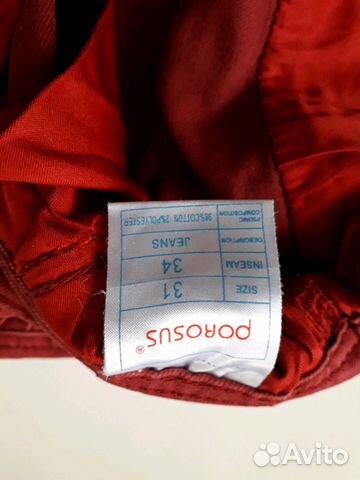 POROSUS®
SIZE 31
INSEAM 34
DESCRIPTION JEANS
FABRIC COMPOSITION 98%COTTON 2%POLYESTER
Avito